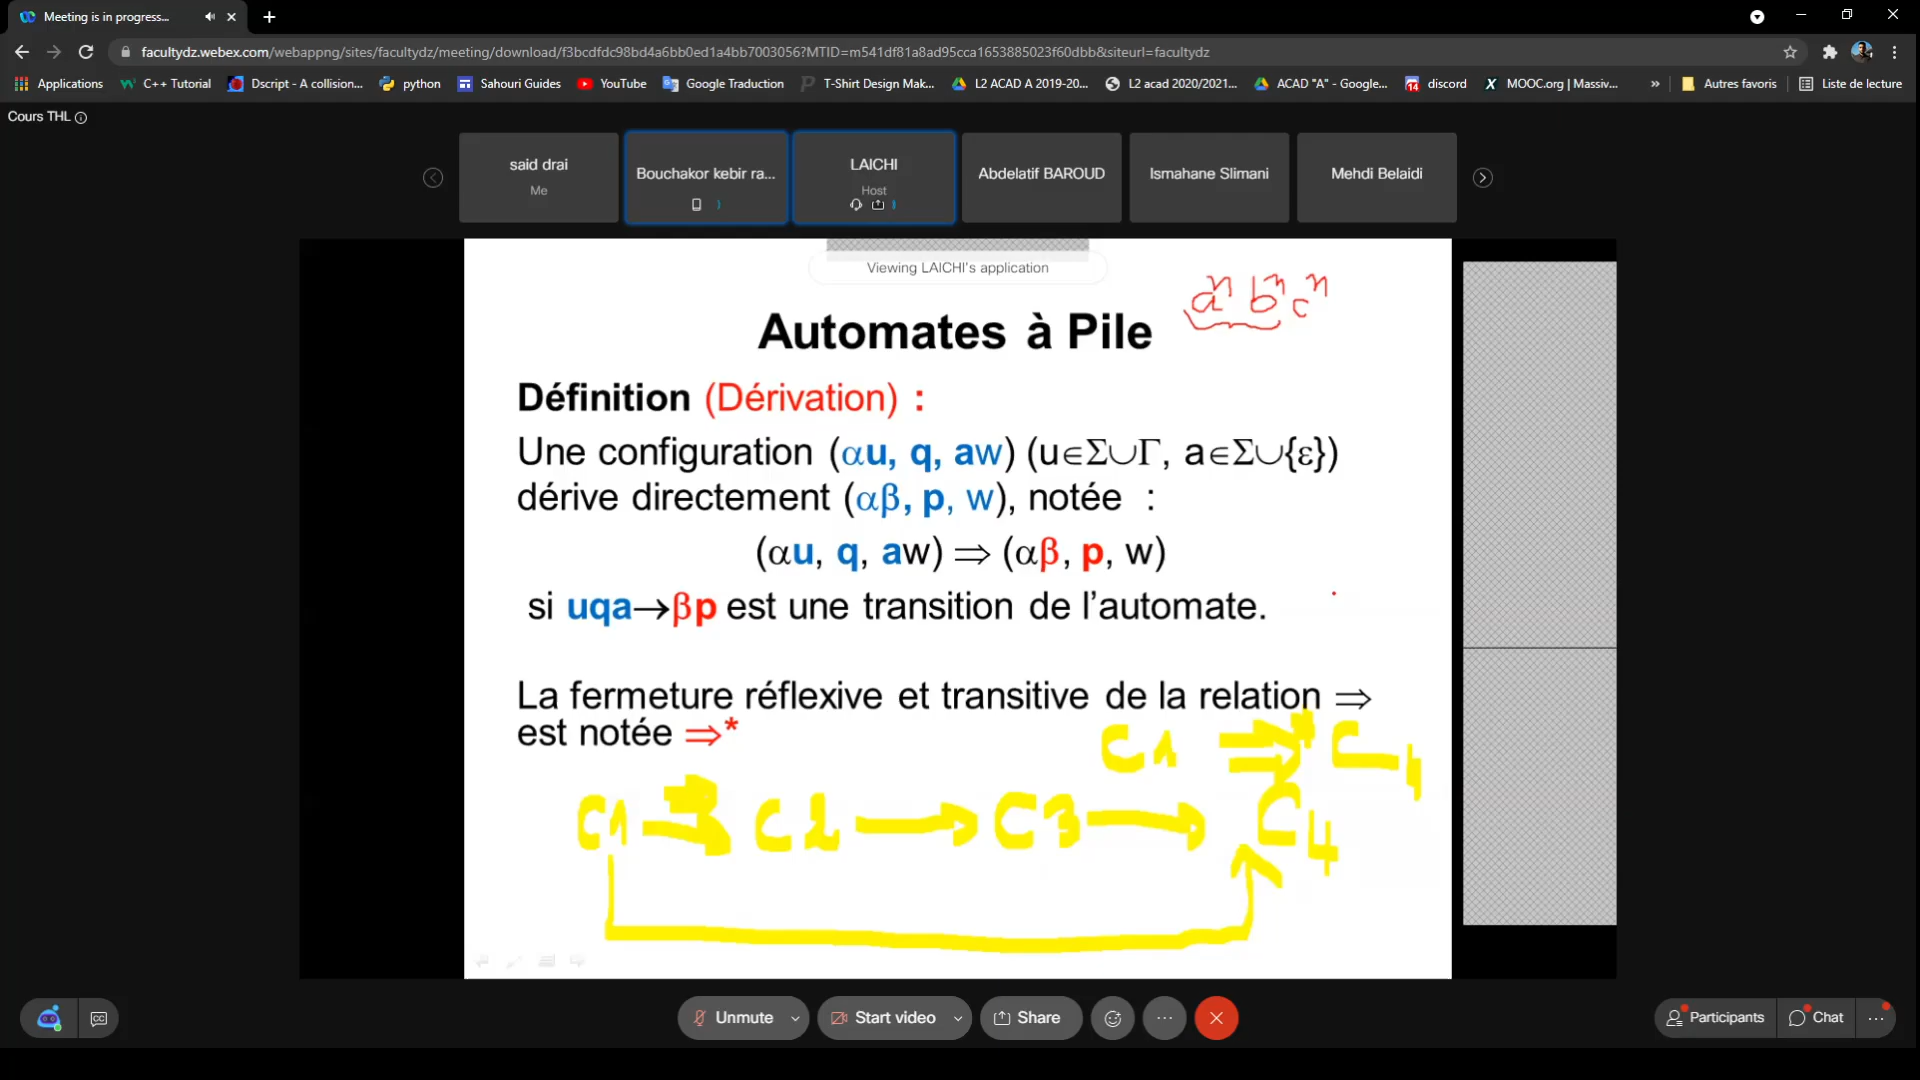 Meeting is in progress...
facultydz.webex.com/webappng/sites/facultydz/meeting/download/f3bcdfdc98bd4a6bb0ed1a4bb7003056?MTID=m541df81a8ad95cca1653885023f60dbb&siteurl=facultydz
Applications C++ Tutorial Dscript - A collision... python Sahouri Guides YouTube Google Traduction T-Shirt Design Mak... L2 ACAD A 2019-20... L2 acad 2020/2021... ACAD "A" - Google... 14 discord MOOC.org | Massiv... » Autres favoris Liste de lecture
Cours THL
said drai
Me
Bouchakor kebir ra...
LAICHI
Host
Abdelatif BAROUD
Ismahane Slimani
Mehdi Belaidi
Viewing LAICHI's application
aⁿ bⁿ cⁿ
Automates à Pile
Définition (Dérivation) :
Une configuration (αu, q, aw) (u∈Σ∪Γ, a∈Σ∪{ε})
dérive directement (αβ, p, w), notée :
(αu, q, aw) ⇒ (αβ, p, w)
si uqa→βp est une transition de l’automate.
La fermeture réflexive et transitive de la relation ⇒
est notée ⇒*
C1 ⇒* C4
C1 ⇒ C2 → C3 → C4
Unmute
Start video
Share
CC
Participants
Chat